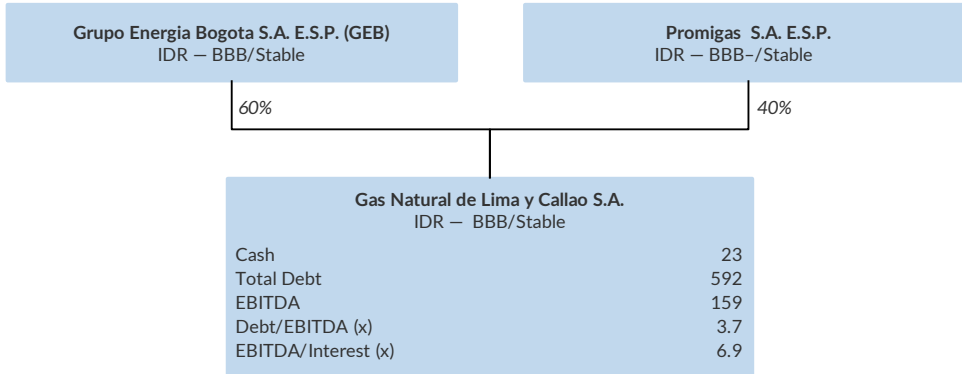 Grupo Energia Bogota S.A. E.S.P. (GEB)
IDR — BBB/Stable
Promigas S.A. E.S.P.
IDR — BBB–/Stable
60%
40%
Gas Natural de Lima y Callao S.A.
IDR — BBB/Stable
Cash 23
Total Debt 592
EBITDA 159
Debt/EBITDA (x) 3.7
EBITDA/Interest (x) 6.9